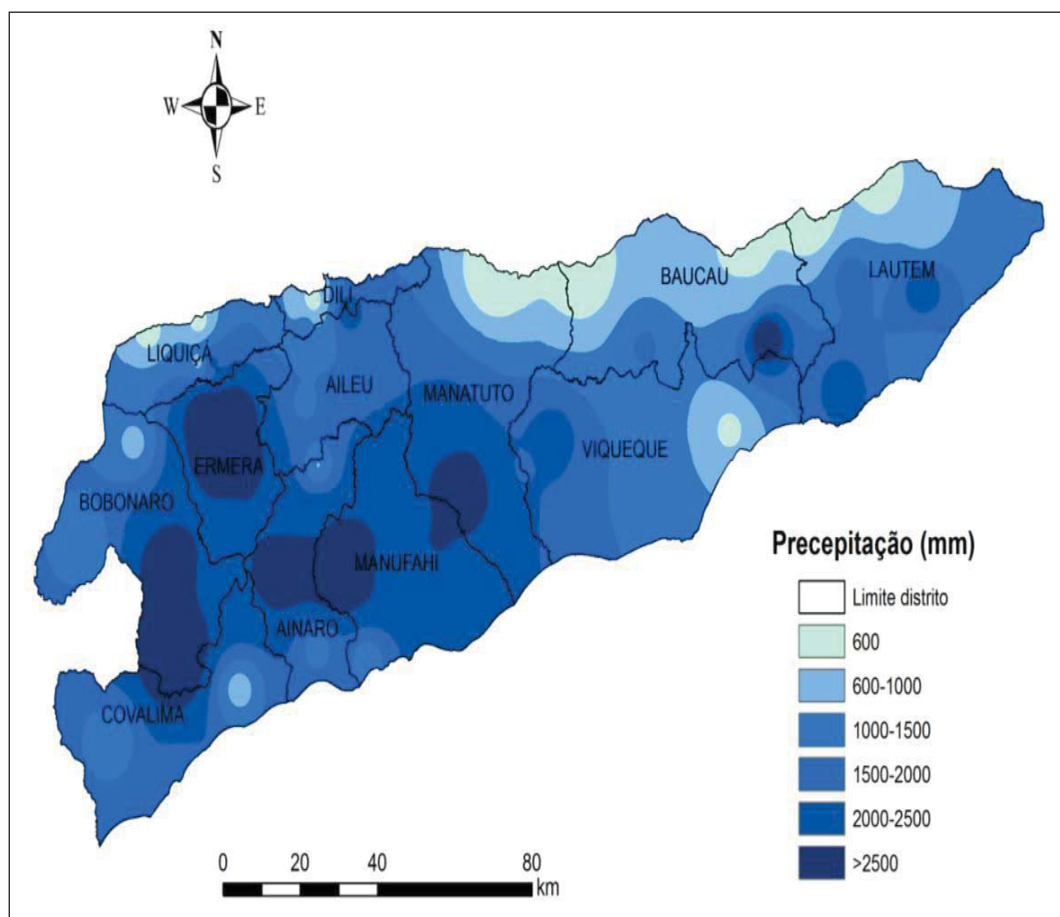 N
W E
S
DILI
BAUCAU
LAUTEM
LIQUIÇÁ
AILEU
MANATUTO
VIQUEQUE
ERMERA
BOBONARO
MANUFAHI
AINARO
COVALIMA
Precepitação (mm)
Limite distrito
600
600-1000
1000-1500
1500-2000
2000-2500
>2500
0 20 40 80
km